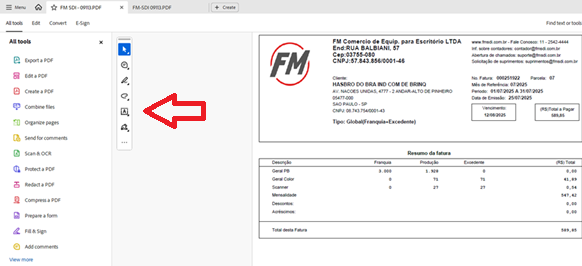 Menu
FM SDI - 0910.PDF
FM-SDI 0910.PDF
+ Create
All tools
Convert
E-Sign
Find text or tools
All tools
Export a PDF
Edit a PDF
Create a PDF
Combine files
Organize pages
Send for comments
Scan & OCR
Protect a PDF
Redact a PDF
Compress a PDF
Prepare a form
Fill & Sign
Add comments
View more
FM
FM Comercio de Equip. para Escritório LTDA
End:RUA BALBIANI, 57
Cep:03755-080
CNPJ:57.843.856/0001-46
www.fmsdi.com.br - Fale Conosco: 11 - 2542-4444
Inf. sobre contadores: contador@fmsdi.com.br
Abertura de chamados: suporte@fmsdi.com.br
Solicitação de suprimentos: suprimentos@fmsdi.com.br
Cliente:
HASBRO DO BRA IND COM DE BRINQ
AV. NACOES UNIDAS, 4777 - 2 ANDAR-ALTO DE PINHEIRO
05477-000
SAO PAULO - SP
CNPJ: 08.743.754/0001-43
Tipo: Global(Franquia+Excedente)
No. Fatura: 000251922 Parcela: 07
Mês de Referência: 07/2025
Período: 01/07/2025 A 31/07/2025
Data de Emissão: 25/07/2025
Vencimento:
12/08/2025
(R$)Total a Pagar
589,85
Resumo da fatura
Descrição Franquia Produção Excedente (R$) Total
Geral PB 3.000 1.928 0 0,00
Geral Color 0 71 71 41,89
Scanner 0 27 27 0,54
Mensalidade 547,42
Descontos: 0,00
Acréscimos: 0,00
Total desta Fatura 589,85